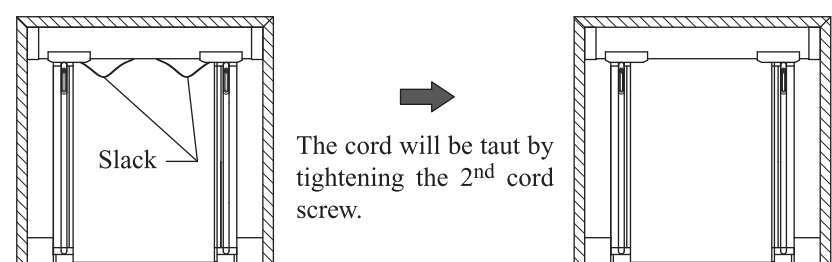 Slack
The cord will be taut by
tightening the 2nd cord
screw.